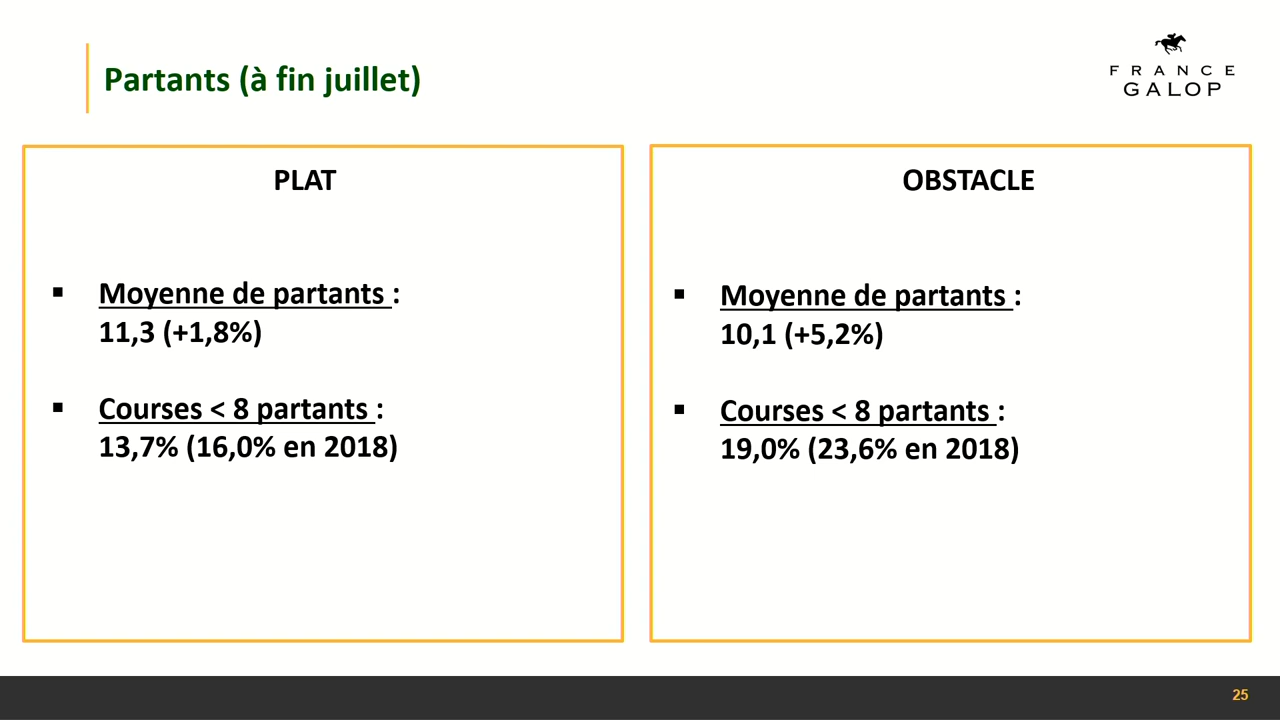 Partants (à fin juillet)
FRANCE
GALOP
PLAT
▪ Moyenne de partants :
11,3 (+1,8%)
▪ Courses < 8 partants :
13,7% (16,0% en 2018)
OBSTACLE
▪ Moyenne de partants :
10,1 (+5,2%)
▪ Courses < 8 partants :
19,0% (23,6% en 2018)
25